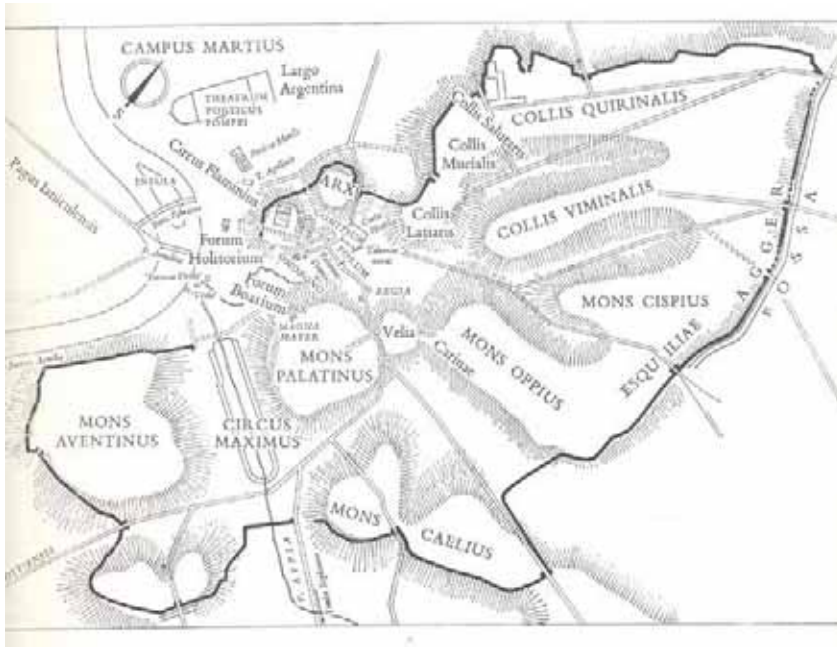 CAMPUS MARTIUS
S
Largo
Argentina
THEATRUM
PORTICUS
POMPEI
Circus Flaminius
INSULA
Pagus Ianiculensis
ARX
Forum
Holitorium
Forum
Boarium
MAGNA
MATER
REGIA
Velia
Carinae
Collis Salutaris
Collis
Mucialis
Collis
Latiaris
COLLIS QUIRINALIS
COLLIS VIMINALIS
MONS CISPIUS
MONS OPPIUS
ESQUILIAE
AGGER
FOSSA
MONS
PALATINUS
CIRCUS
MAXIMUS
MONS
AVENTINUS
MONS
CAELIUS